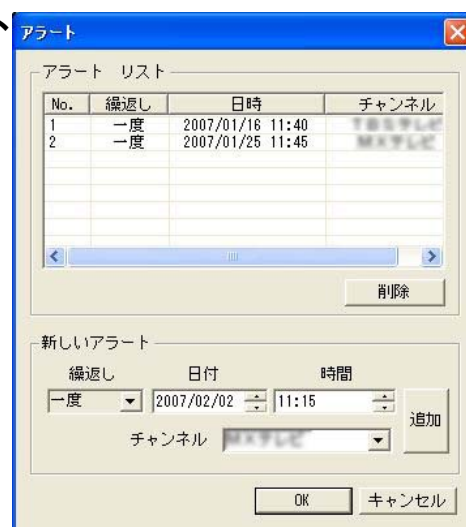 アラート
アラート リスト
No. 繰返し 日時 チャンネル
1 一度 2007/01/16 11:40
2 一度 2007/01/25 11:45
削除
新しいアラート
繰返し 日付 時間
一度 2007/02/02 11:15
追加
チャンネル
OK キャンセル